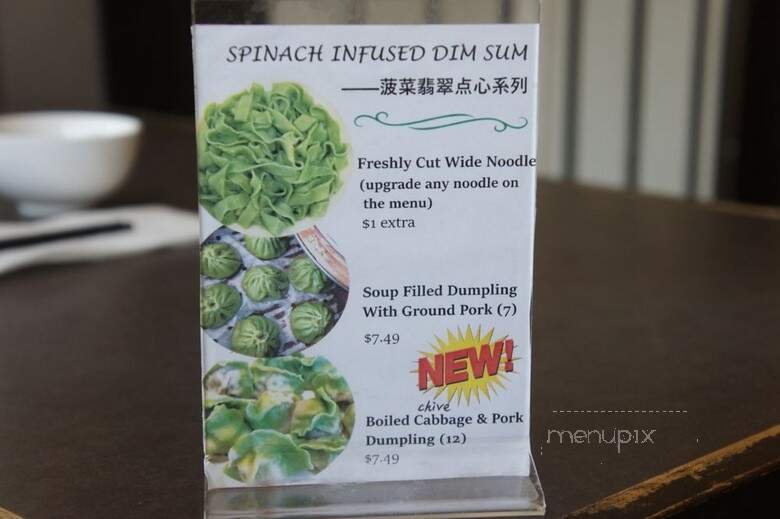 SPINACH INFUSED DIM SUM
——菠菜翡翠点心系列
Freshly Cut Wide Noodle
(upgrade any noodle on
the menu)
$1 extra
Soup Filled Dumpling
With Ground Pork (7)
$7.49
NEW!
chive
Boiled Cabbage & Pork
Dumpling (12)
$7.49
menupix